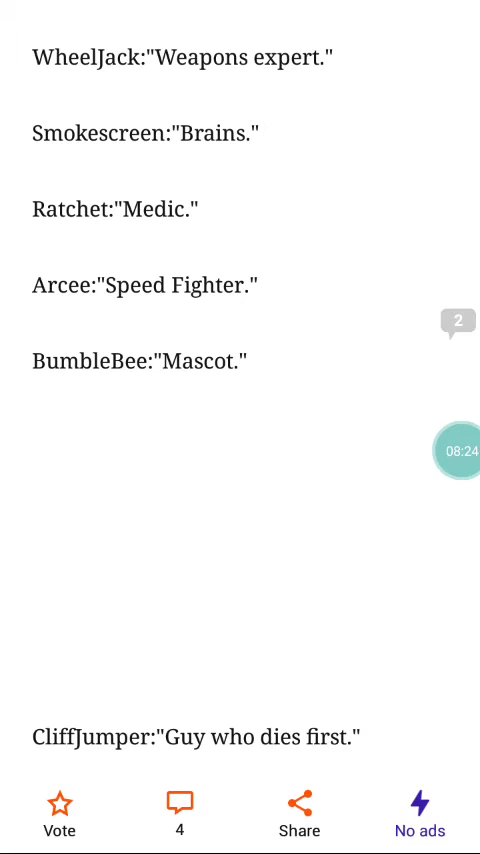 WheelJack:"Weapons expert."
Smokescreen:"Brains."
Ratchet:"Medic."
Arcee:"Speed Fighter."
2
BumbleBee:"Mascot."
08:24
CliffJumper:"Guy who dies first."
Vote
4
Share
No ads